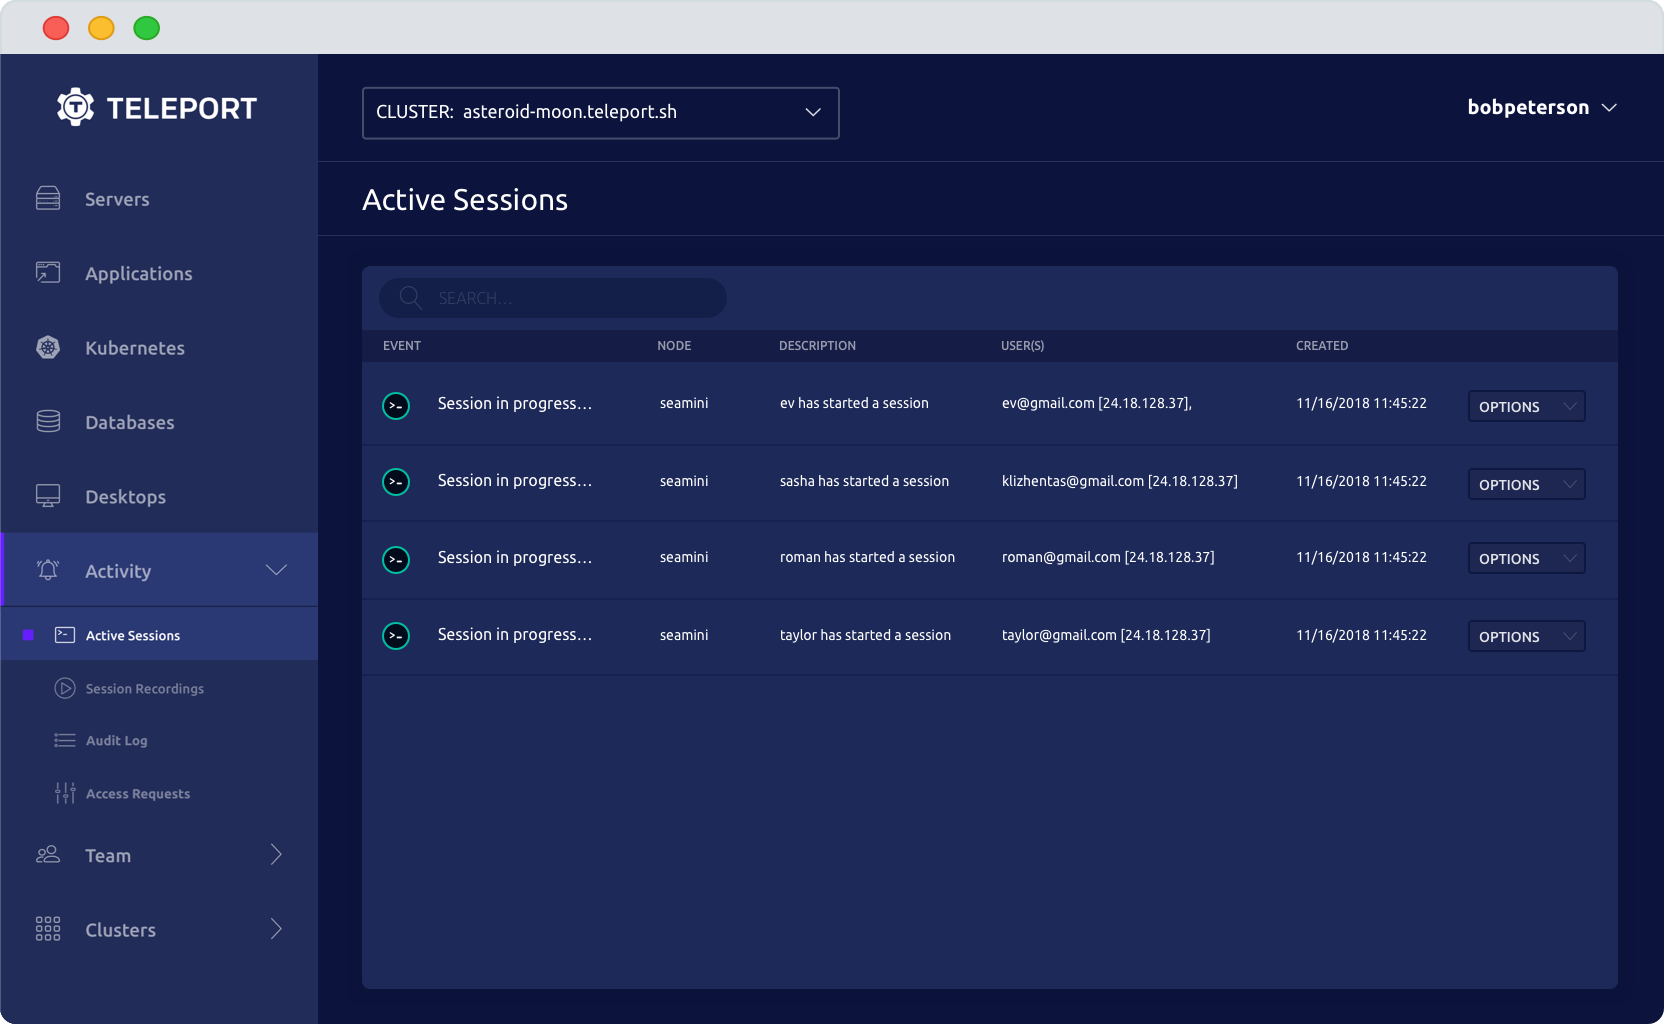 TELEPORT
CLUSTER: asteroid-moon.teleport.sh
bobpeterson
Servers
Applications
Kubernetes
Databases
Desktops
Activity
Active Sessions
Session Recordings
Audit Log
Access Requests
Team
Clusters
Active Sessions
SEARCH...
EVENT NODE DESCRIPTION USER(S) CREATED
>- Session in progress... seamini ev has started a session ev@gmail.com [24.18.128.37], 11/16/2018 11:45:22 OPTIONS
>- Session in progress... seamini sasha has started a session klizhentas@gmail.com [24.18.128.37] 11/16/2018 11:45:22 OPTIONS
>- Session in progress... seamini roman has started a session roman@gmail.com [24.18.128.37] 11/16/2018 11:45:22 OPTIONS
>- Session in progress... seamini taylor has started a session taylor@gmail.com [24.18.128.37] 11/16/2018 11:45:22 OPTIONS